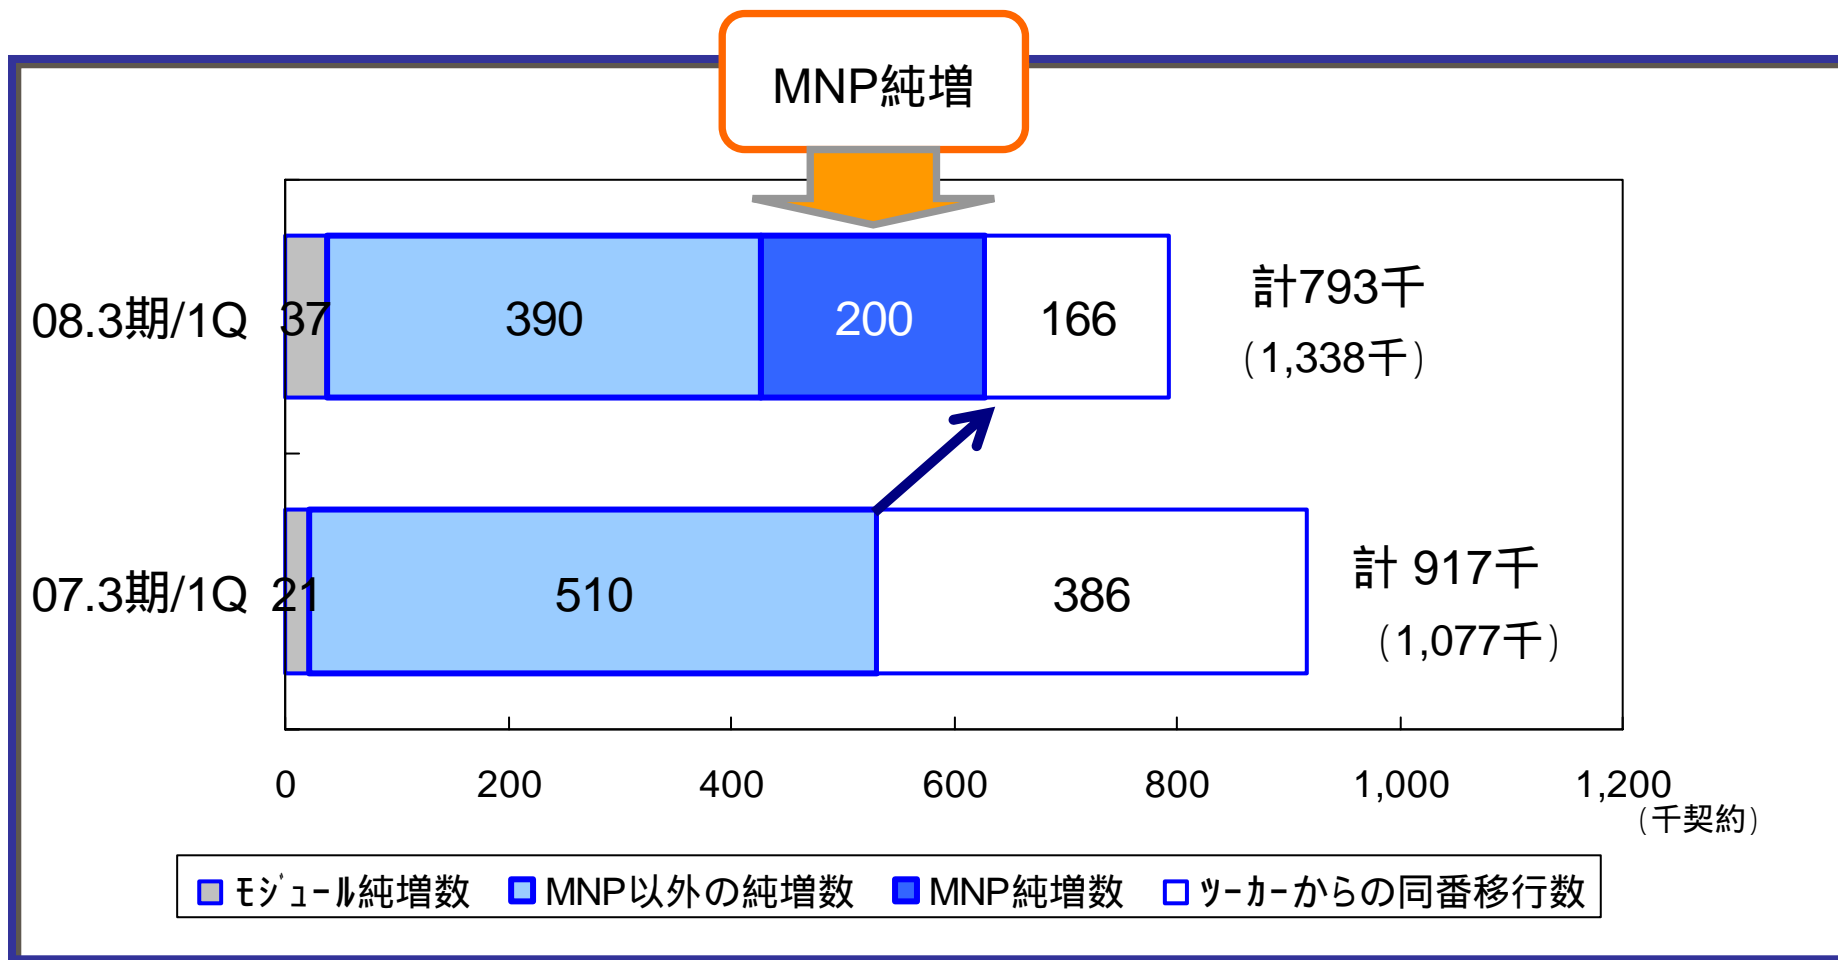 MNP純増
08.3期/1Q 37 390 200 166 計793千
(1,338千)
07.3期/1Q 21 510 386 計 917千
(1,077千)
0 200 400 600 800 1,000 1,200
(千契約)
ﾓｼﾞｭｰﾙ純増数 MNP以外の純増数 MNP純増数 ﾂｰｶｰからの同番移行数